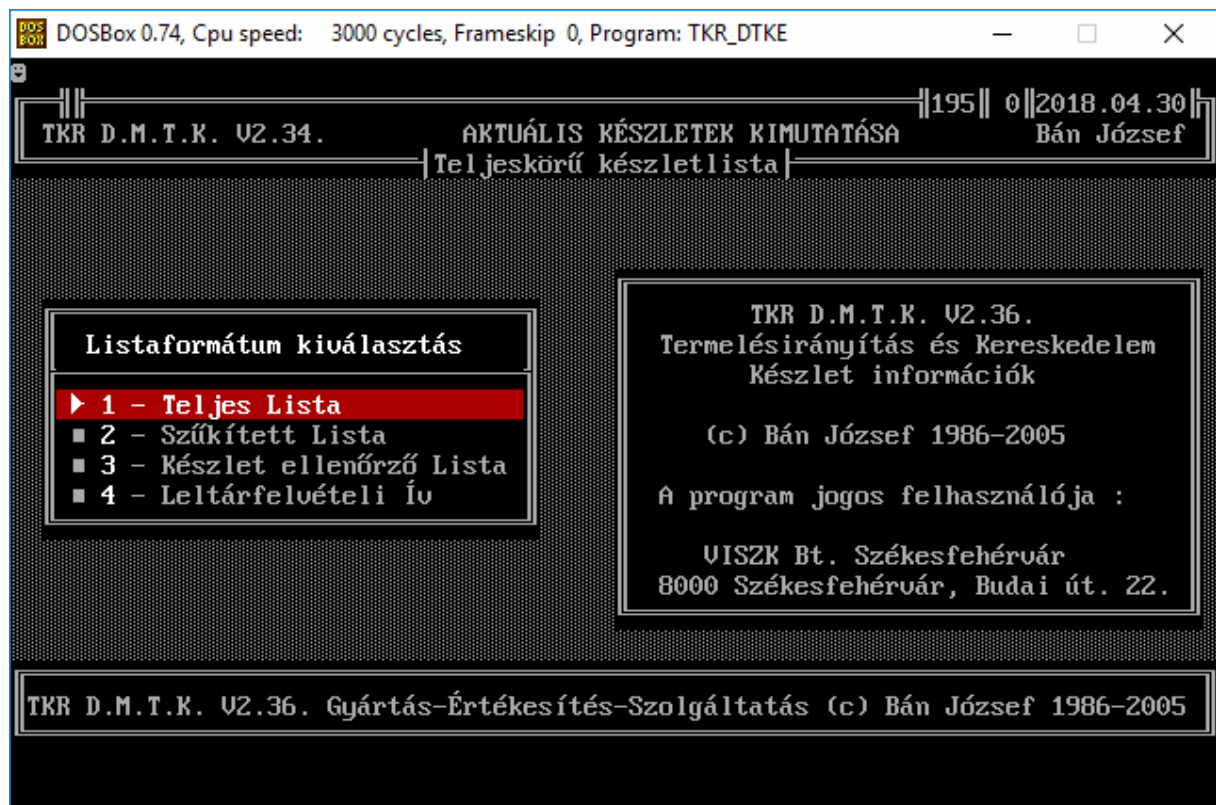 DOSBox 0.74, Cpu speed: 3000 cycles, Frameskip 0, Program: TKR_DTKE
195 0 2018.04.30
TKR D.M.T.K. V2.34. AKTUÁLIS KÉSZLETEK KIMUTATÁSA Bán József
Teljeskörű készletlista
Listaformátum kiválasztás
1 - Teljes Lista
2 - Szűkített Lista
3 - Készlet ellenőrző Lista
4 - Leltárfelvételi Ív
TKR D.M.T.K. V2.36.
Termelésirányítás és Kereskedelem
Készlet információk
(c) Bán József 1986-2005
A program jogos felhasználója :
VISZK Bt. Székesfehérvár
8000 Székesfehérvár, Budai út. 22.
TKR D.M.T.K. V2.36. Gyártás-Értékesítés-Szolgáltatás (c) Bán József 1986-2005